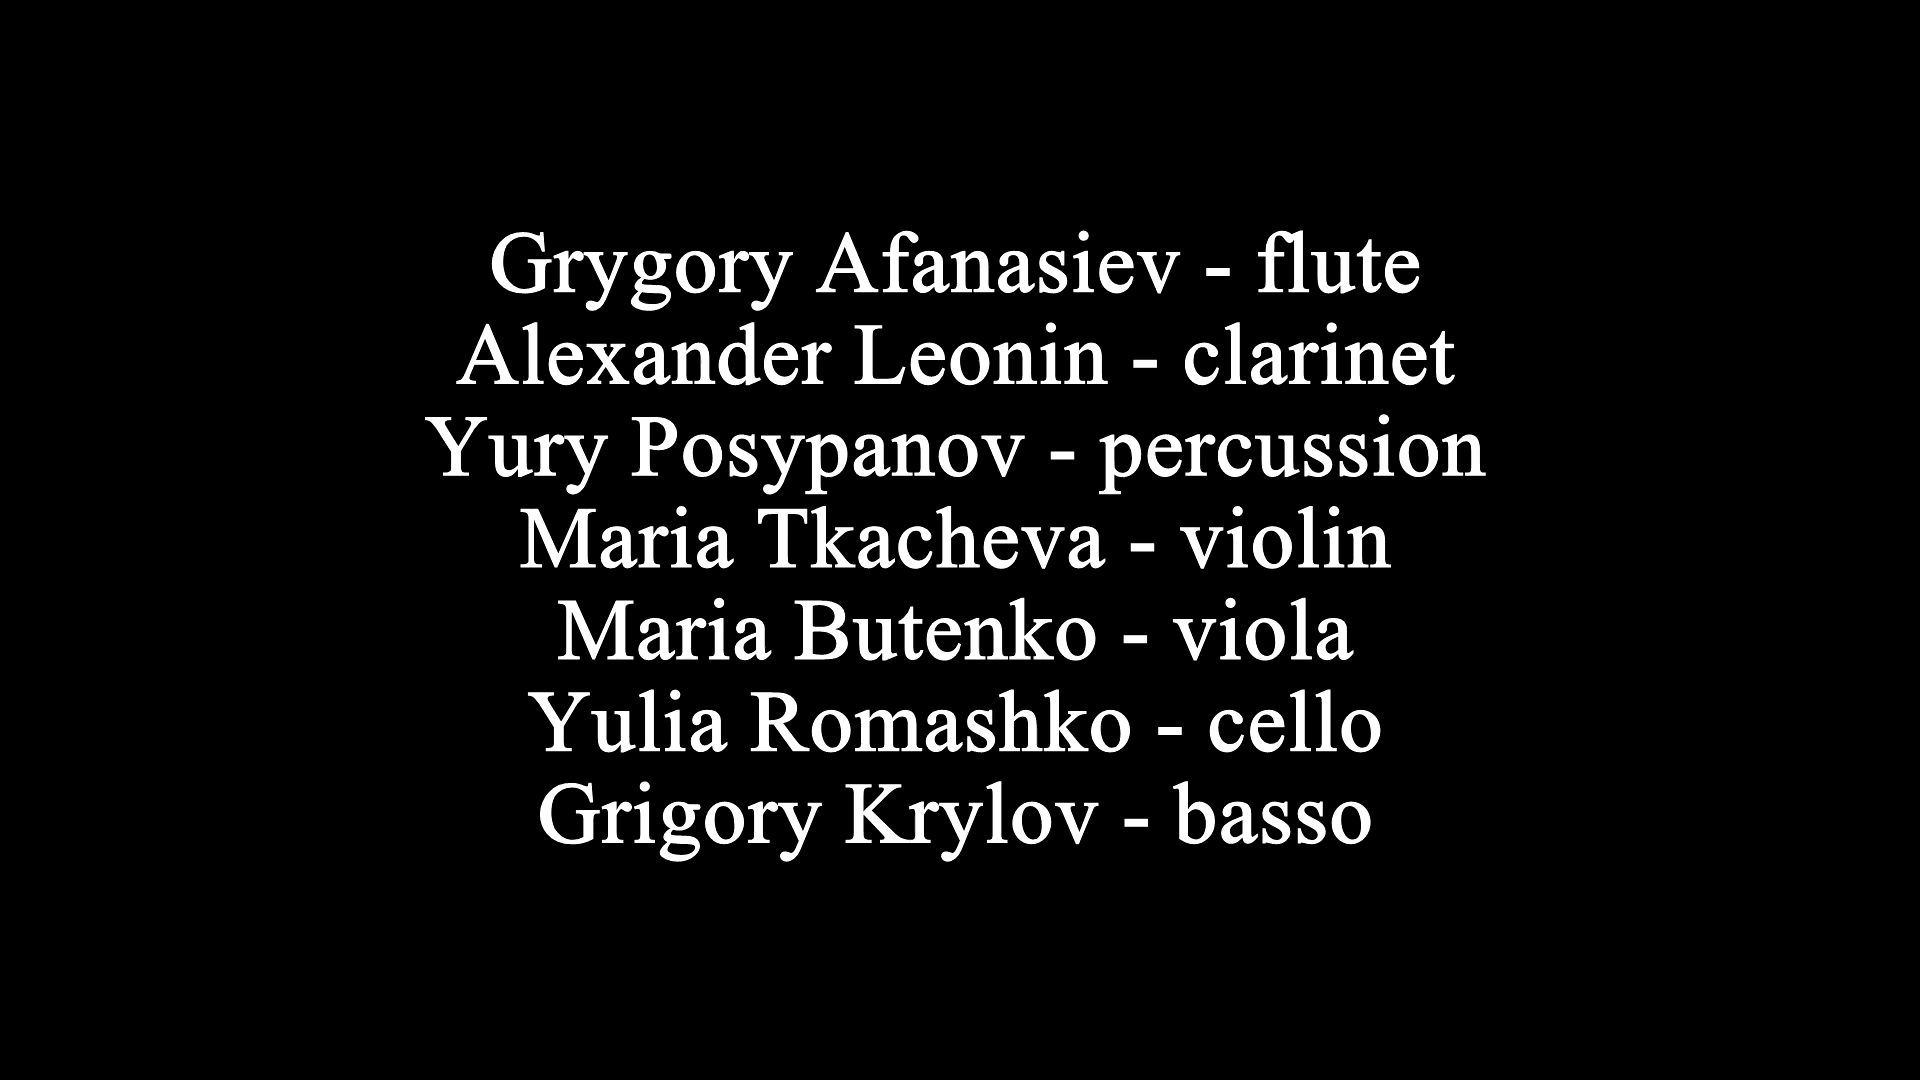 Grygory Afanasiev - flute
Alexander Leonin - clarinet
Yury Posypanov - percussion
Maria Tkacheva - violin
Maria Butenko - viola
Yulia Romashko - cello
Grigory Krylov - basso